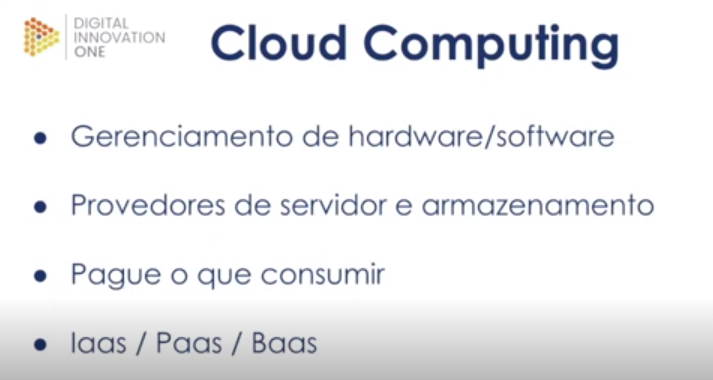 DIGITAL
INNOVATION
ONE
Cloud Computing
● Gerenciamento de hardware/software
● Provedores de servidor e armazenamento
● Pague o que consumir
● Iaas / Paas / Baas